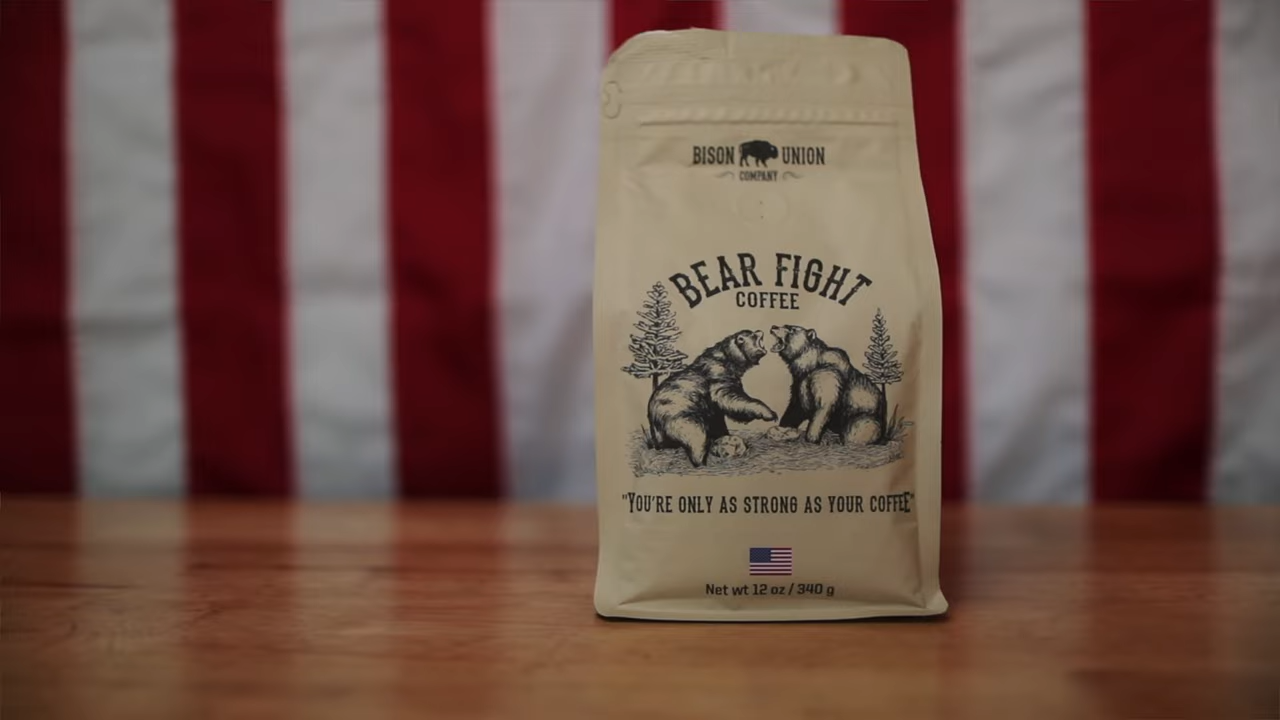 BISON UNION
COMPANY
BEAR FIGHT
COFFEE
"YOU'RE ONLY AS STRONG AS YOUR COFFEE"
Net wt 12 oz / 340 g